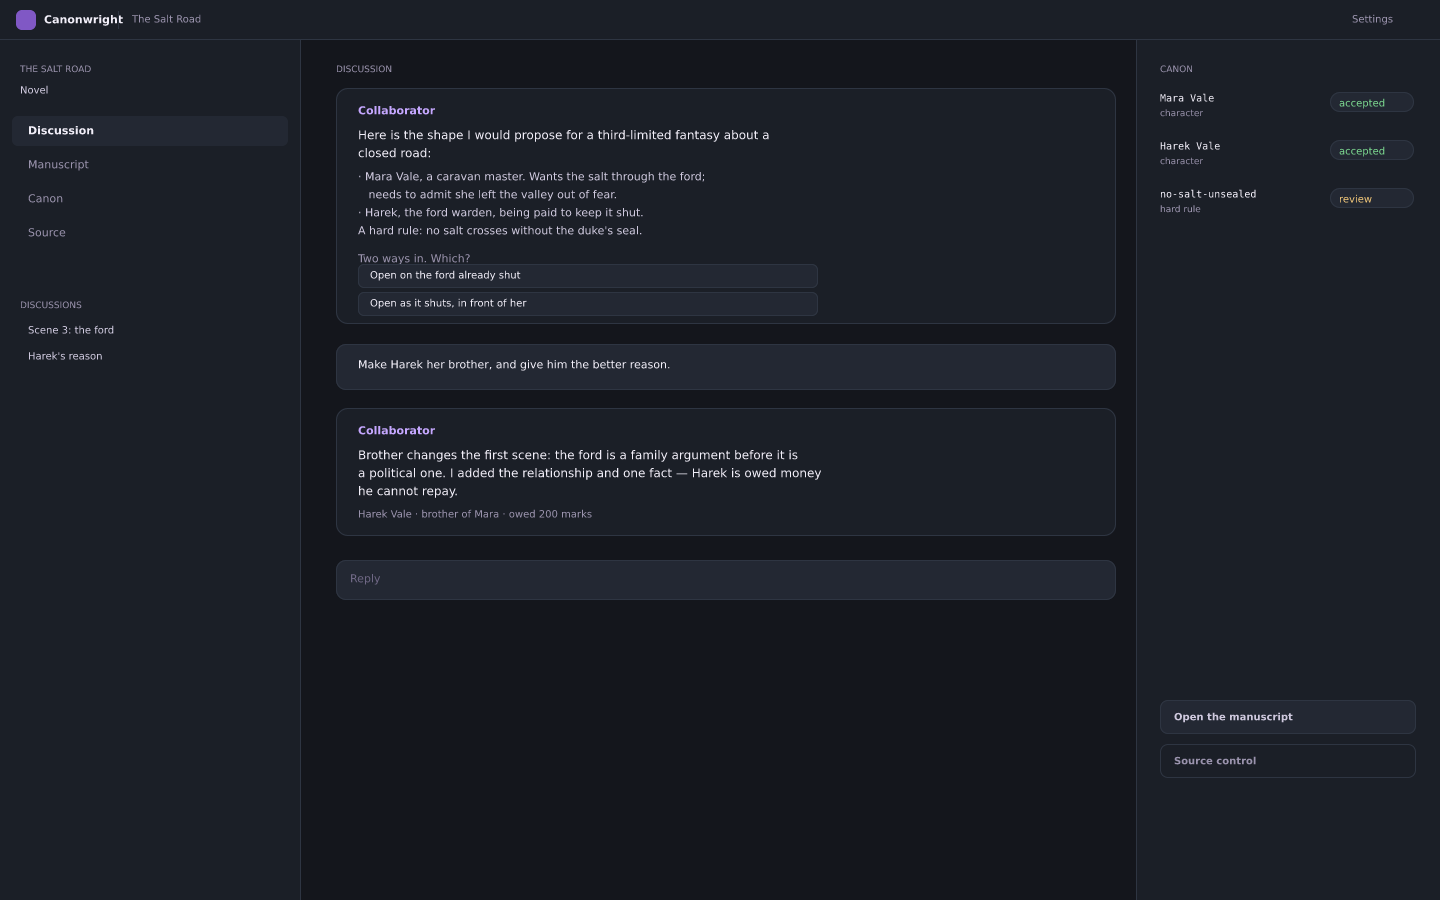 Canonwright The Salt Road
Settings
THE SALT ROAD
Novel
Discussion
Manuscript
Canon
Source
DISCUSSIONS
Scene 3: the ford
Harek's reason
DISCUSSION
Collaborator
Here is the shape I would propose for a third-limited fantasy about a
closed road:
· Mara Vale, a caravan master. Wants the salt through the ford;
needs to admit she left the valley out of fear.
· Harek, the ford warden, being paid to keep it shut.
A hard rule: no salt crosses without the duke's seal.
Two ways in. Which?
Open on the ford already shut
Open as it shuts, in front of her
Make Harek her brother, and give him the better reason.
Collaborator
Brother changes the first scene: the ford is a family argument before it is
a political one. I added the relationship and one fact — Harek is owed money
he cannot repay.
Harek Vale · brother of Mara · owed 200 marks
Reply
CANON
Mara Vale
character
accepted
Harek Vale
character
accepted
no-salt-unsealed
hard rule
review
Open the manuscript
Source control